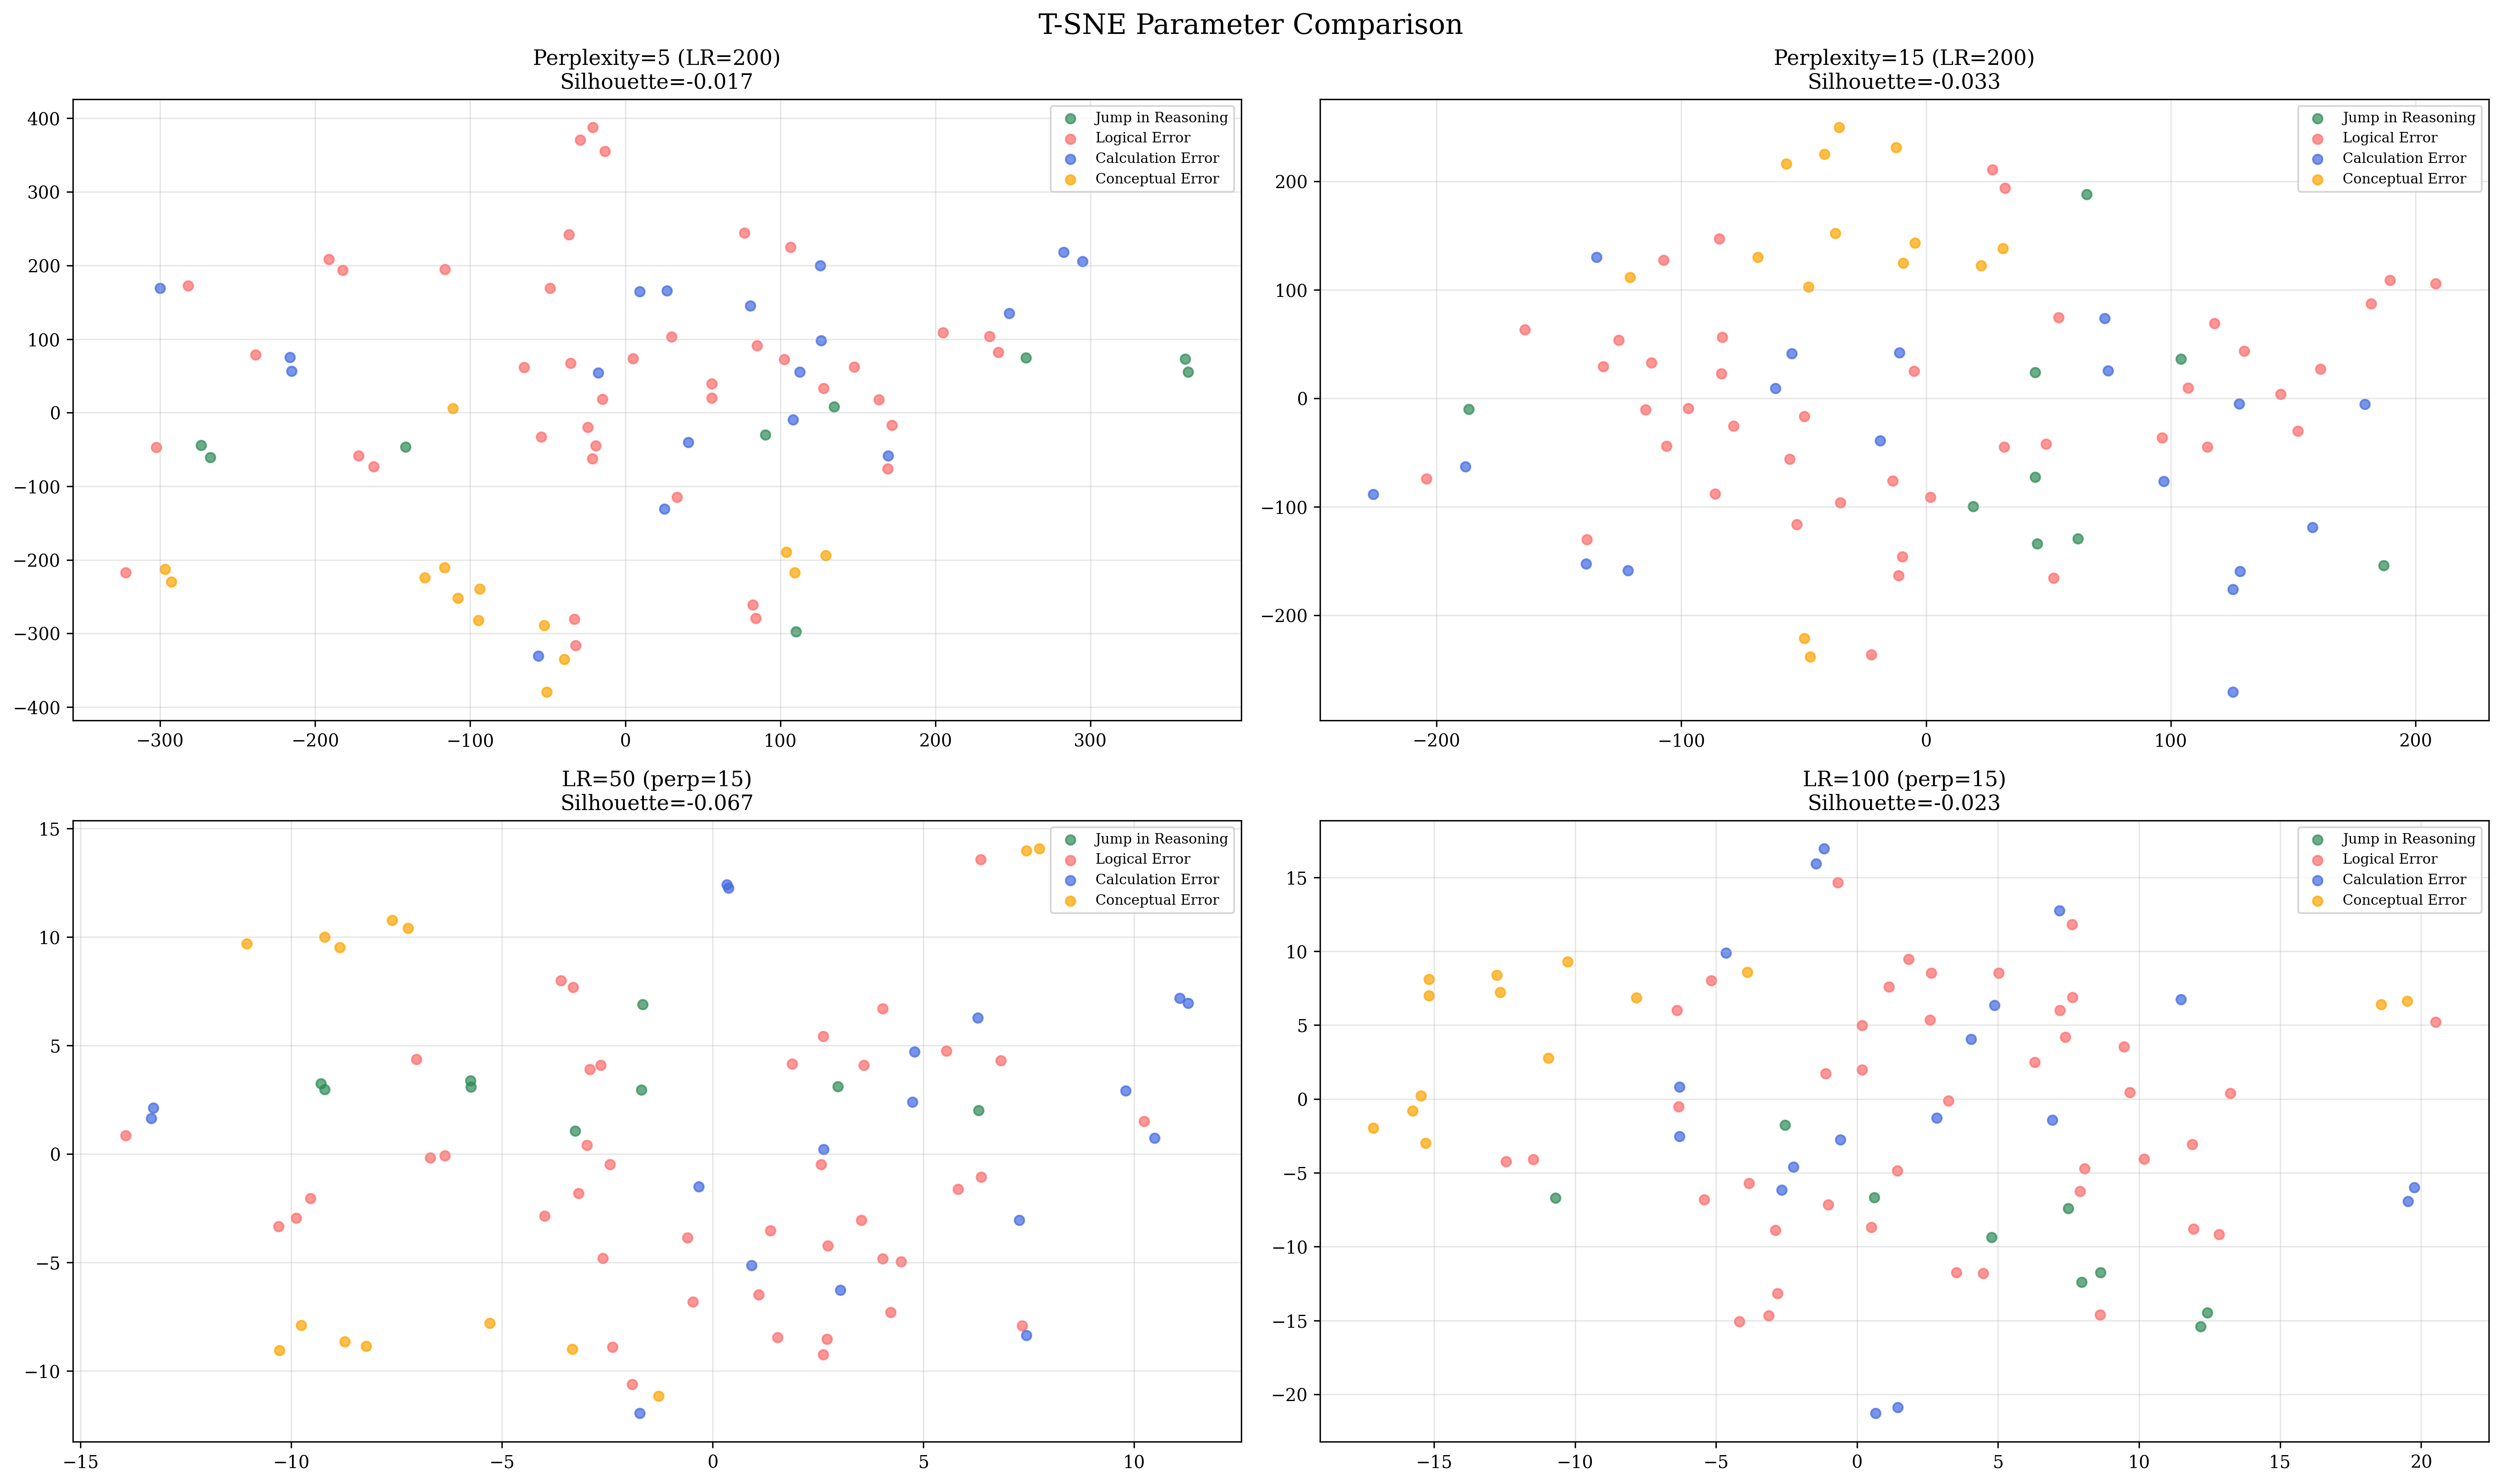 T-SNE Parameter Comparison
Perplexity=5 (LR=200)
Silhouette=-0.017
400
300
200
100
0
−100
−200
−300
−400
−300
−200
−100
0
100
200
300
Jump in Reasoning
Logical Error
Calculation Error
Conceptual Error
Perplexity=15 (LR=200)
Silhouette=-0.033
200
100
0
−100
−200
−200
−100
0
100
200
Jump in Reasoning
Logical Error
Calculation Error
Conceptual Error
LR=50 (perp=15)
Silhouette=-0.067
15
10
5
0
−5
−10
−15
−10
−5
0
5
10
Jump in Reasoning
Logical Error
Calculation Error
Conceptual Error
LR=100 (perp=15)
Silhouette=-0.023
15
10
5
0
−5
−10
−15
−20
−15
−10
−5
0
5
10
15
20
Jump in Reasoning
Logical Error
Calculation Error
Conceptual Error